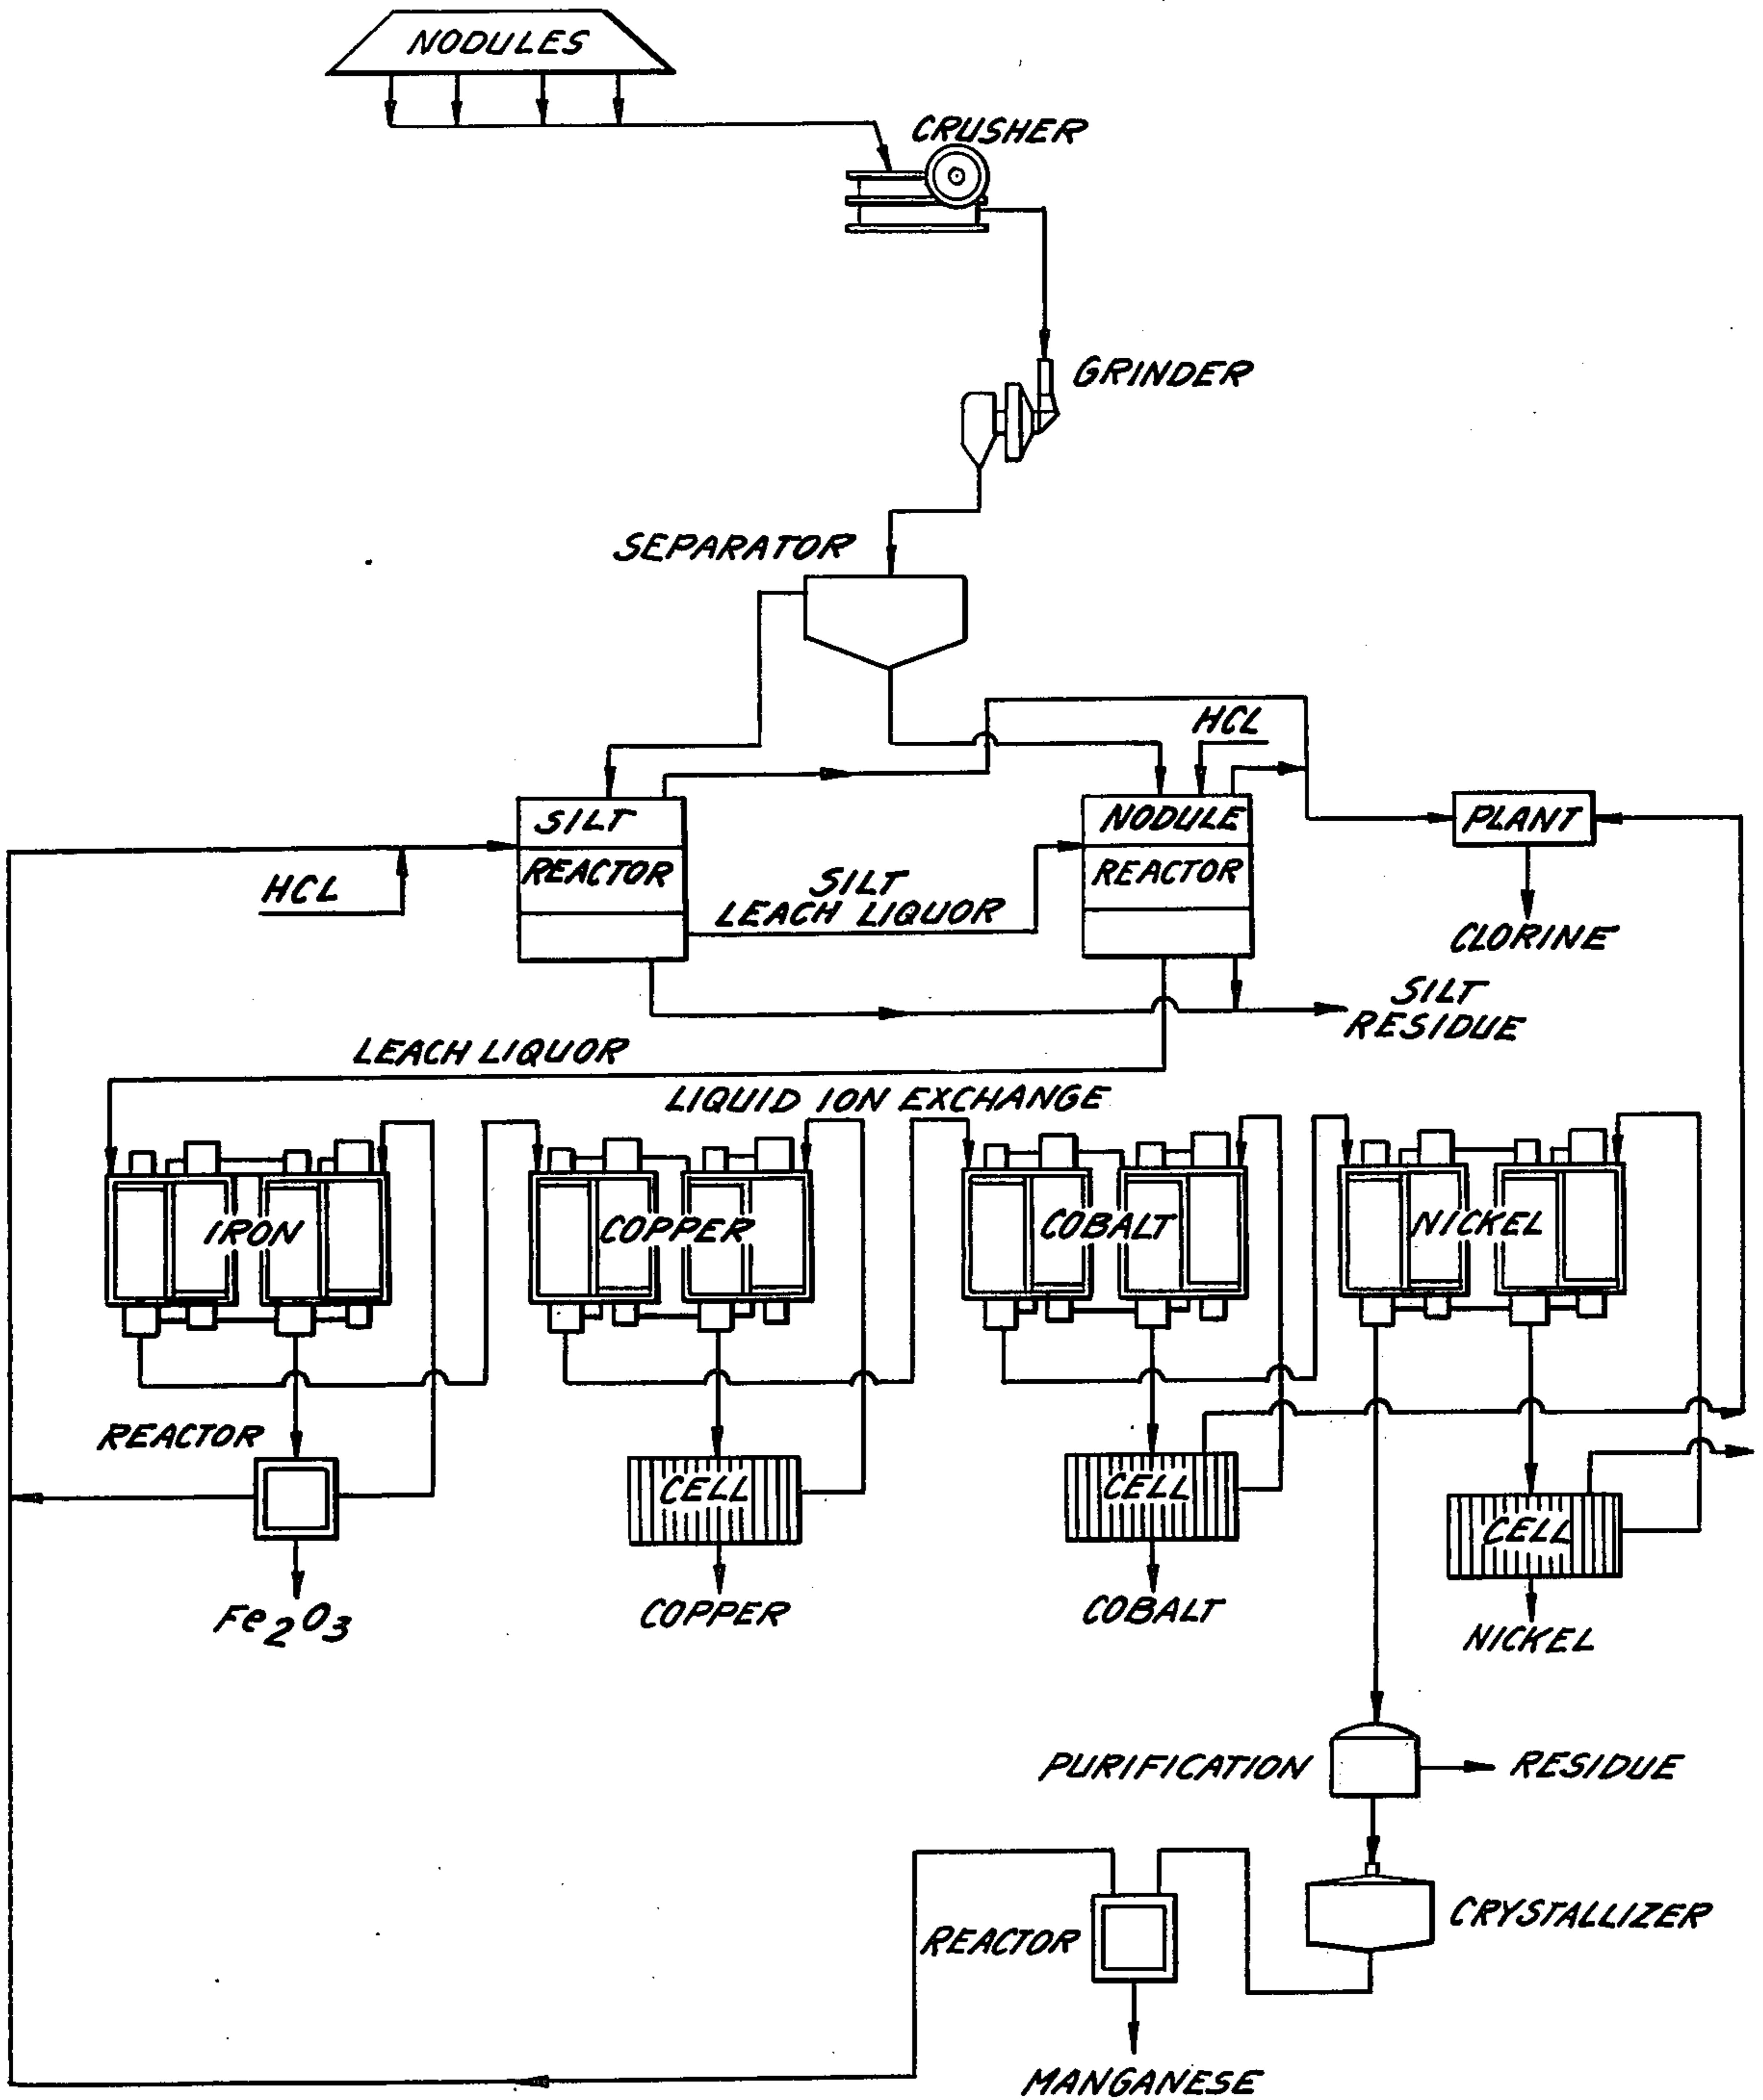 NODULES
CRUSHER
GRINDER
SEPARATOR
HCL
SILT
REACTOR
NODULE
REACTOR
PLANT
HCL
SILT
LEACH LIQUOR
CLORINE
SILT
RESIDUE
LEACH LIQUOR
LIQUID ION EXCHANGE
IRON
COPPER
COBALT
NICKEL
REACTOR
CELL
CELL
CELL
Fe2O3
COPPER
COBALT
NICKEL
PURIFICATION
RESIDUE
CRYSTALLIZER
REACTOR
MANGANESE